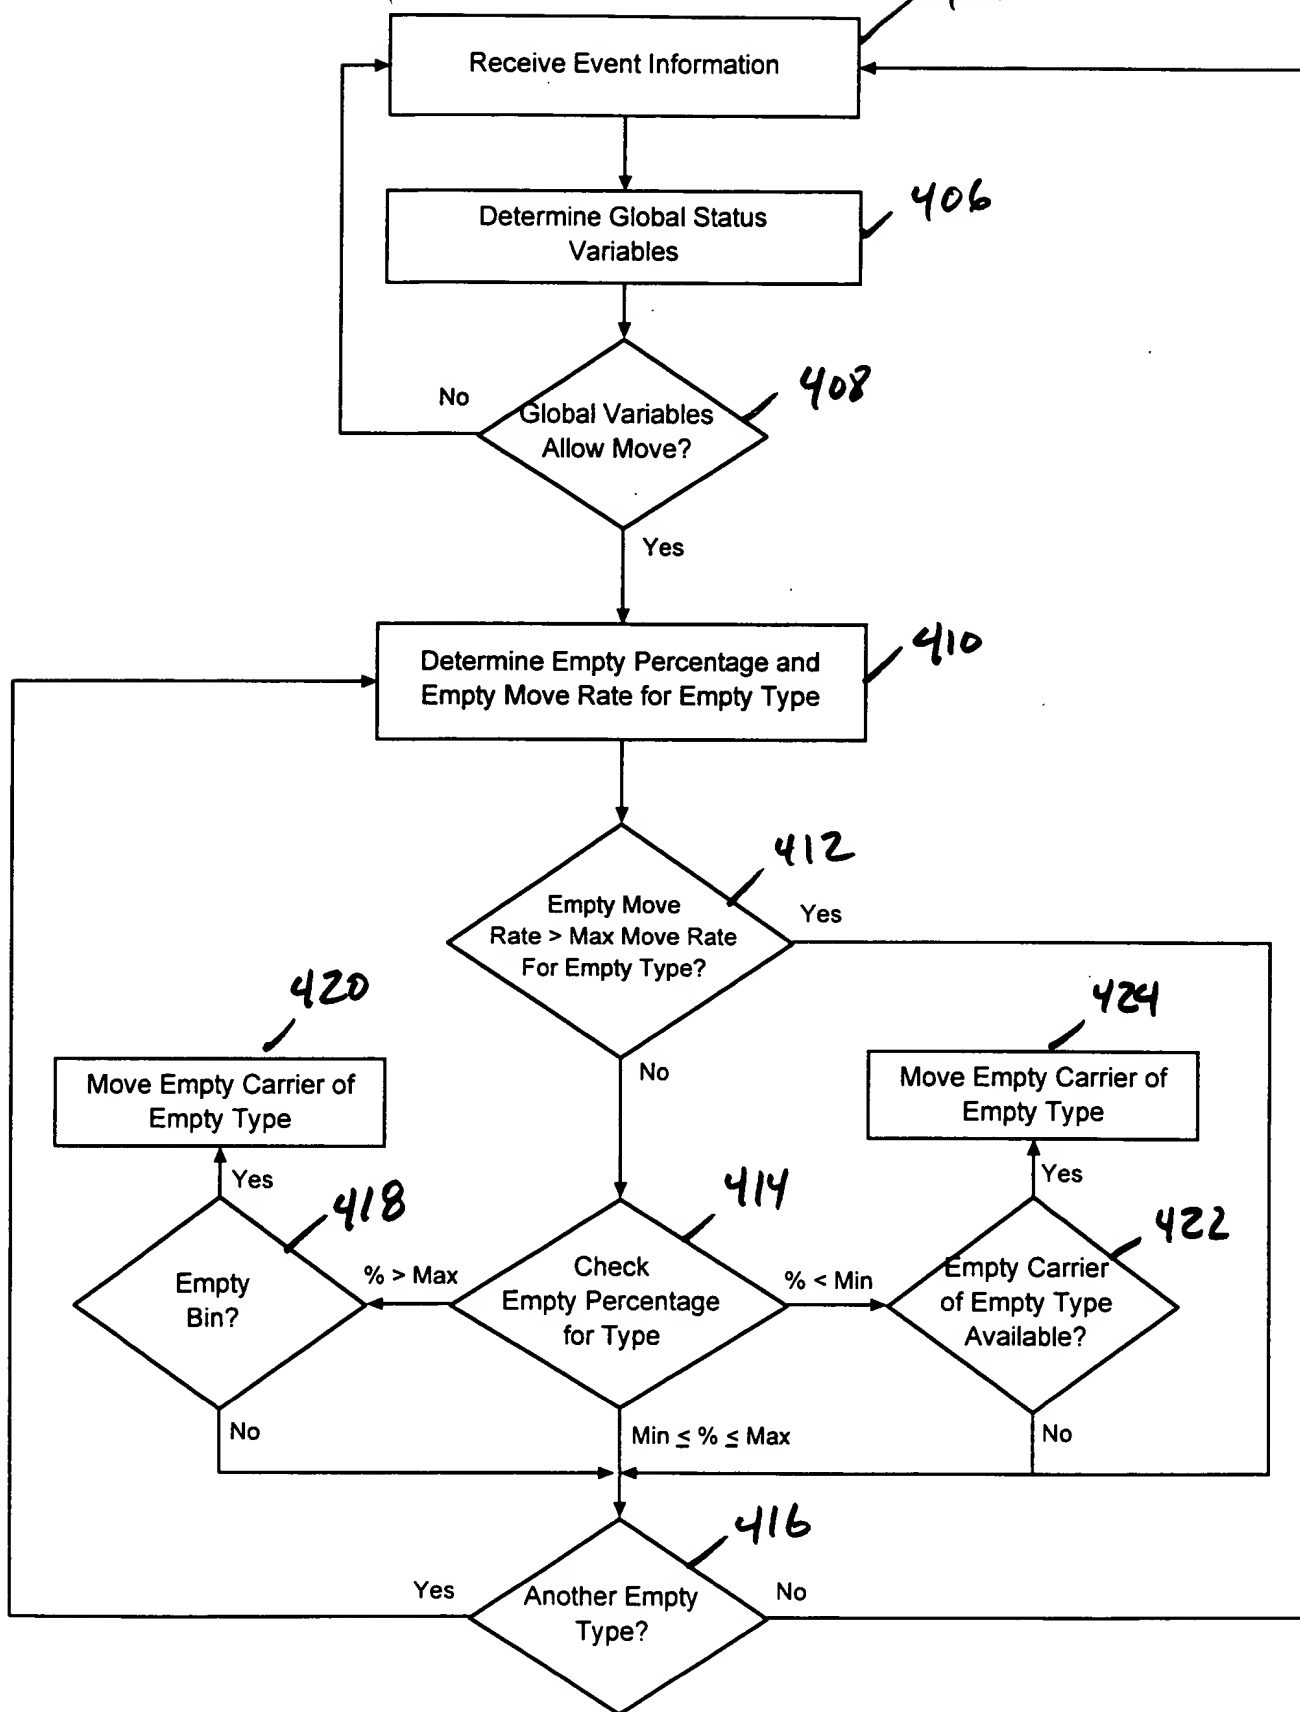 Receive Event Information
406
Determine Global Status
Variables
408
No
Global Variables
Allow Move?
Yes
410
Determine Empty Percentage and
Empty Move Rate for Empty Type
412
Empty Move
Rate > Max Move Rate
For Empty Type?
Yes
420
424
Move Empty Carrier of
Empty Type
No
Move Empty Carrier of
Empty Type
Yes
Yes
418
414
422
Empty
Bin?
% > Max
Check
Empty Percentage
for Type
% < Min
Empty Carrier
of Empty Type
Available?
No
Min ≤ % ≤ Max
No
416
Yes
Another Empty
Type?
No